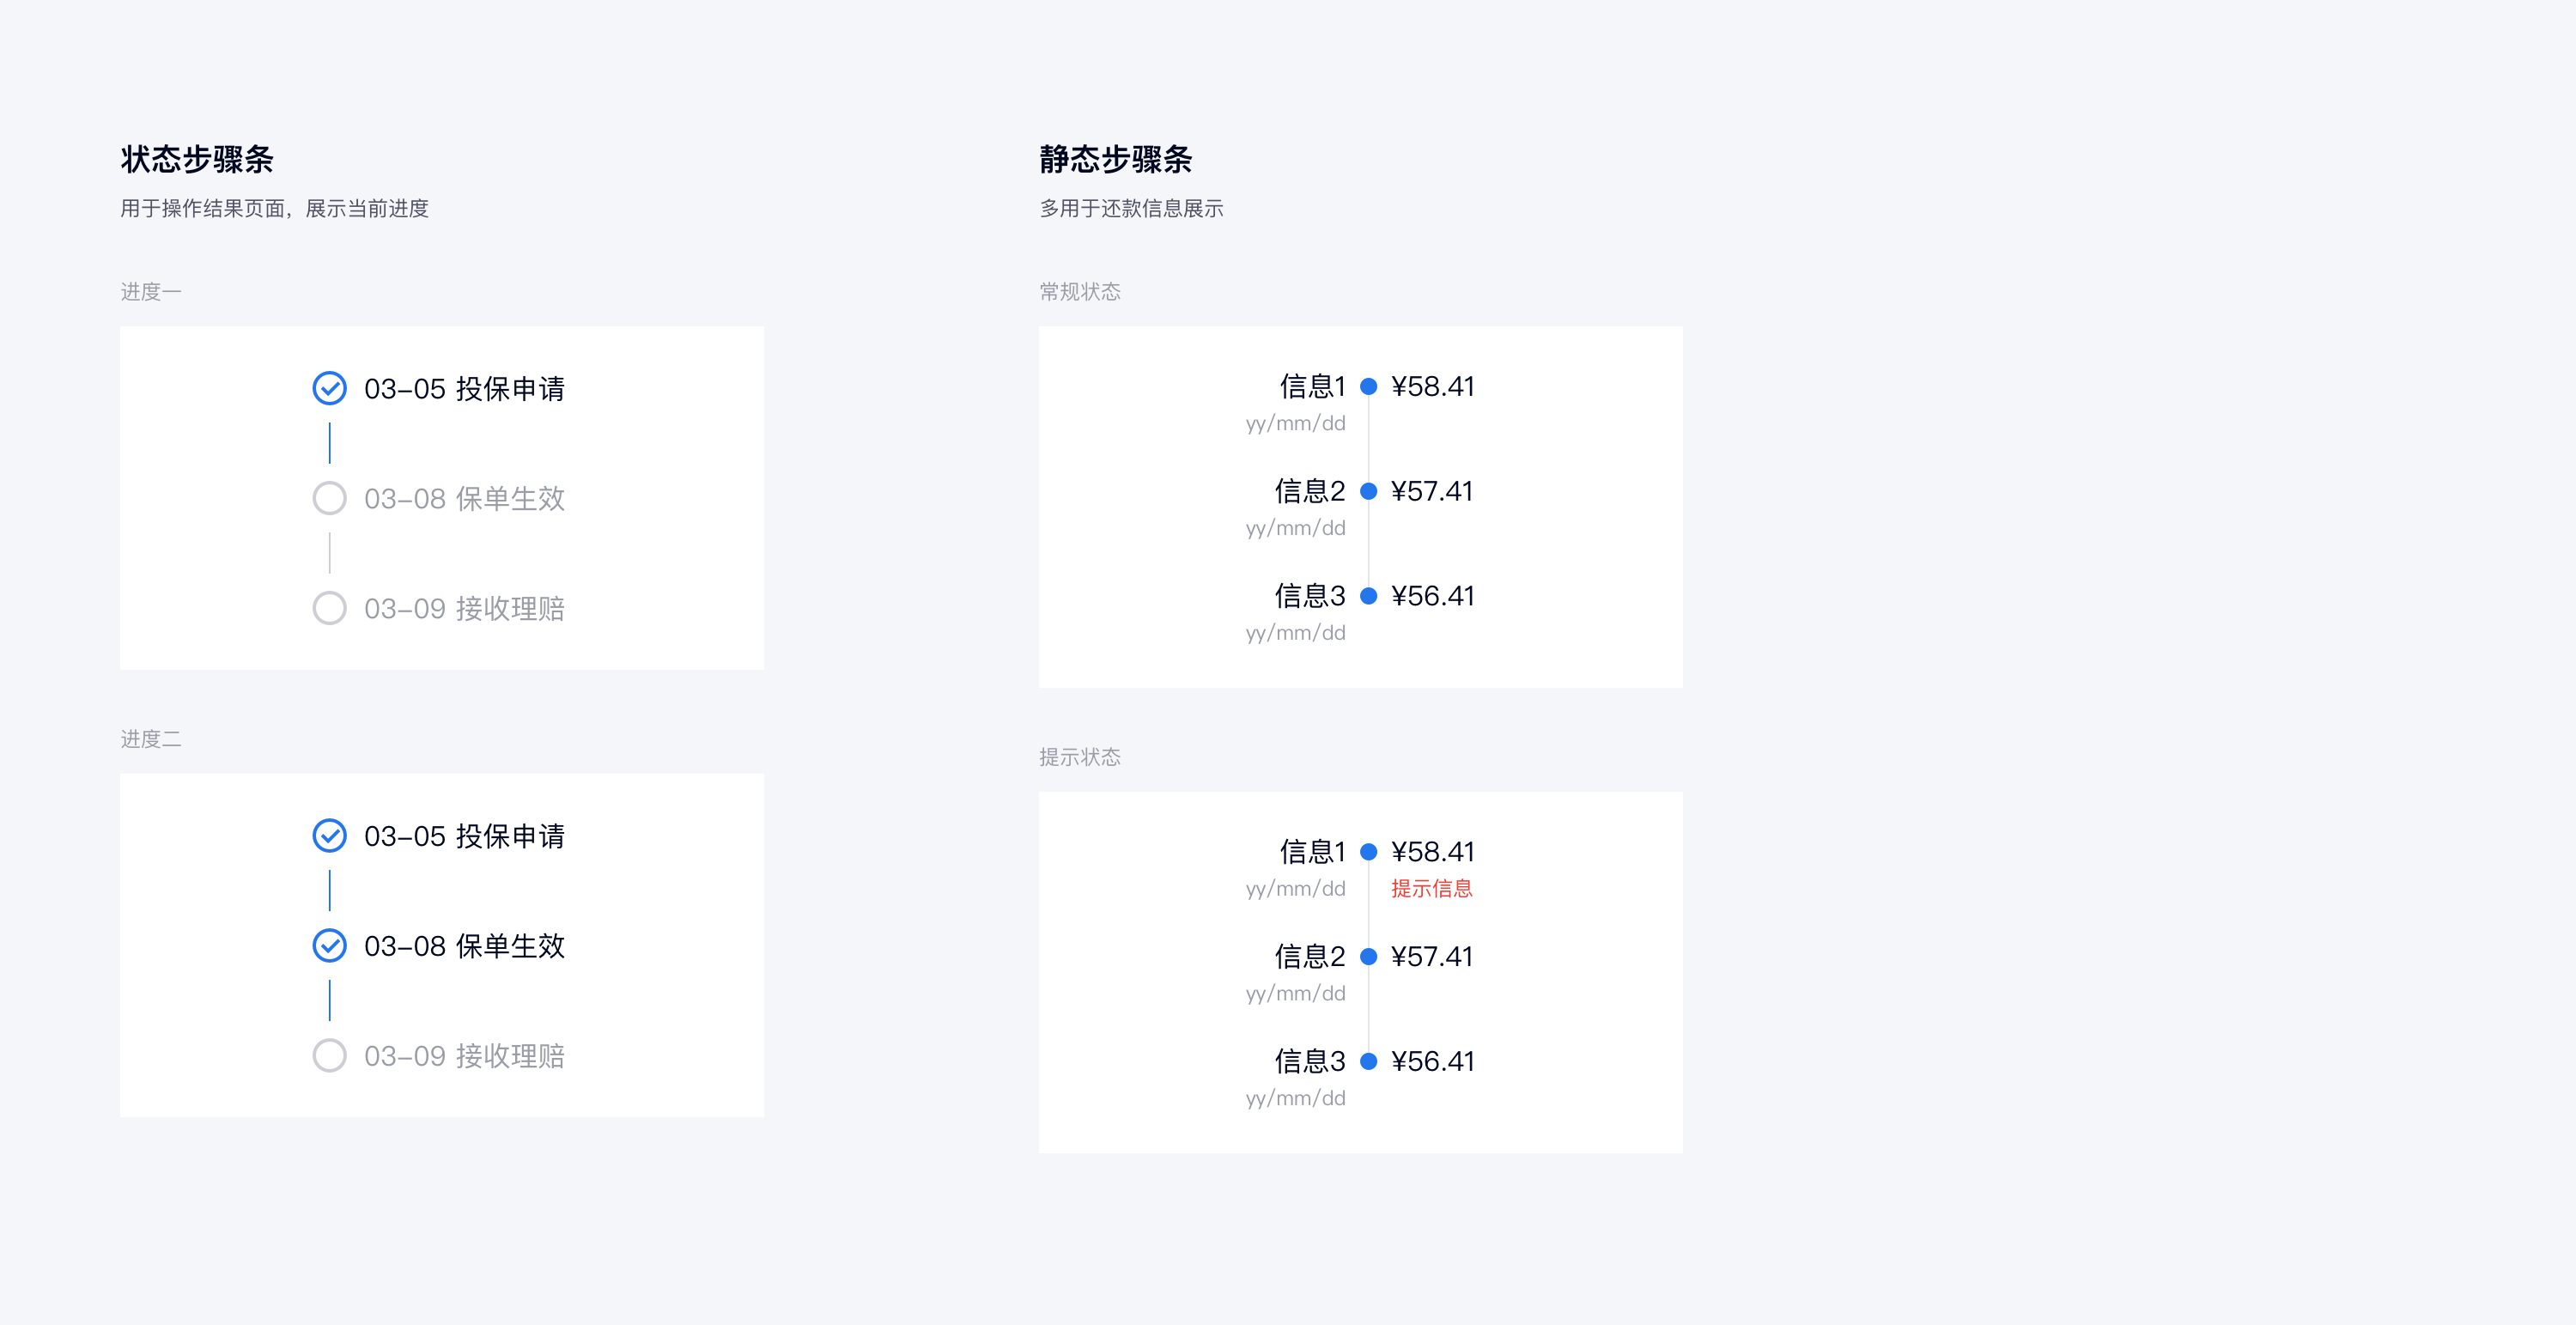 状态步骤条
用于操作结果页面，展示当前进度
进度一
03-05 投保申请
03-08 保单生效
03-09 接收理赔
进度二
03-05 投保申请
03-08 保单生效
03-09 接收理赔
静态步骤条
多用于还款信息展示
常规状态
信息1 ¥58.41
yy/mm/dd
信息2 ¥57.41
yy/mm/dd
信息3 ¥56.41
yy/mm/dd
提示状态
信息1 ¥58.41
yy/mm/dd 提示信息
信息2 ¥57.41
yy/mm/dd
信息3 ¥56.41
yy/mm/dd